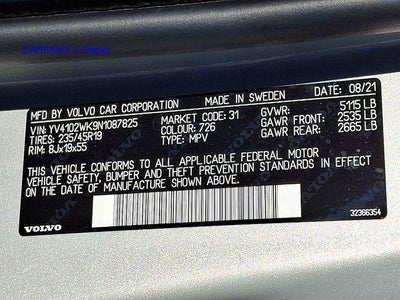 CARFAX 1-Owner
MFD BY VOLVO CAR CORPORATION MADE IN SWEDEN DATE: 08/21
VIN: YV4102WK9N1087825 MARKET CODE: 31 GVWR: 5115 LB
TIRES: 235/45R19 COLOUR: 726 GAWR FRONT: 2535 LB
RIM: 8Jx19x55 TYPE: MPV GAWR REAR: 2665 LB
THIS VEHICLE CONFORMS TO ALL APPLICABLE FEDERAL MOTOR
VEHICLE SAFETY, BUMPER AND THEFT PREVENTION STANDARDS IN EFFECT
ON THE DATE OF MANUFACTURE SHOWN ABOVE.
VOLVO 32366354